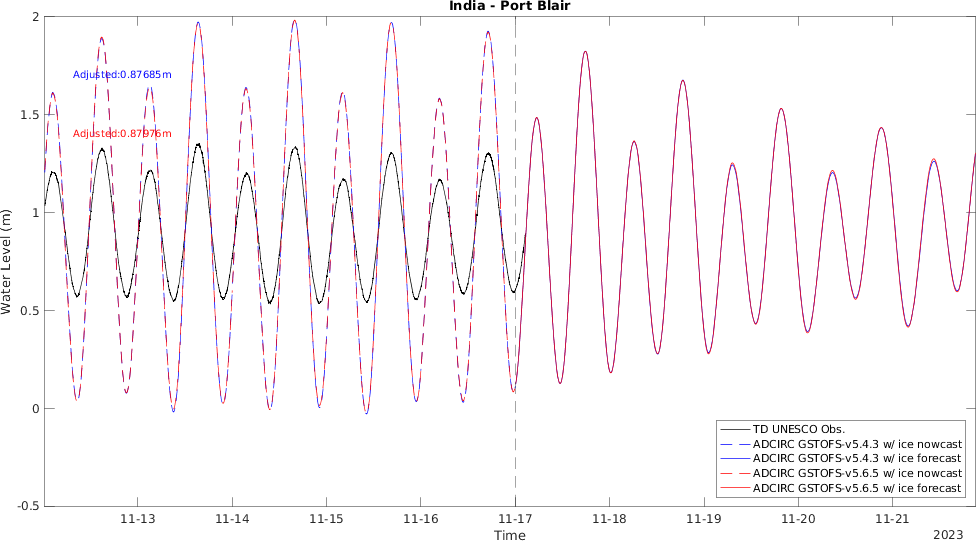 India - Port Blair
2
1.5
1
0.5
0
-0.5
Water Level (m)
Adjusted:0.87685m
Adjusted:0.87976m
TD UNESCO Obs.
ADCIRC GSTOFS-v5.4.3 w/ ice nowcast
ADCIRC GSTOFS-v5.4.3 w/ ice forecast
ADCIRC GSTOFS-v5.6.5 w/ ice nowcast
ADCIRC GSTOFS-v5.6.5 w/ ice forecast
11-13 11-14 11-15 11-16 11-17 11-18 11-19 11-20 11-21
Time
2023